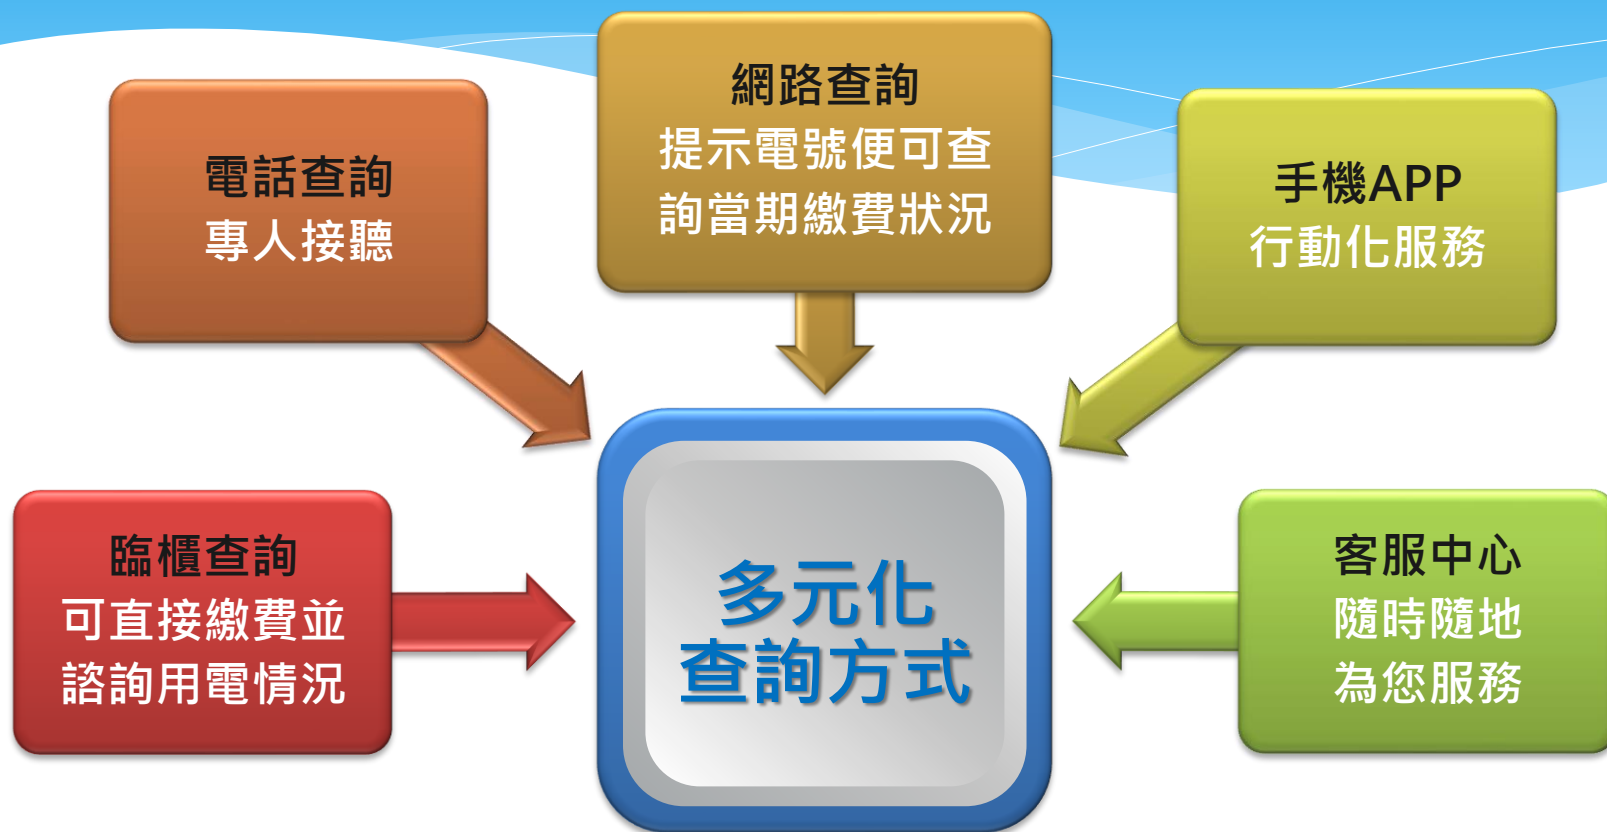 網路查詢
提示電號便可查
詢當期繳費狀況
電話查詢
專人接聽
手機APP
行動化服務
臨櫃查詢
可直接繳費並
諮詢用電情況
多元化
查詢方式
客服中心
隨時隨地
為您服務